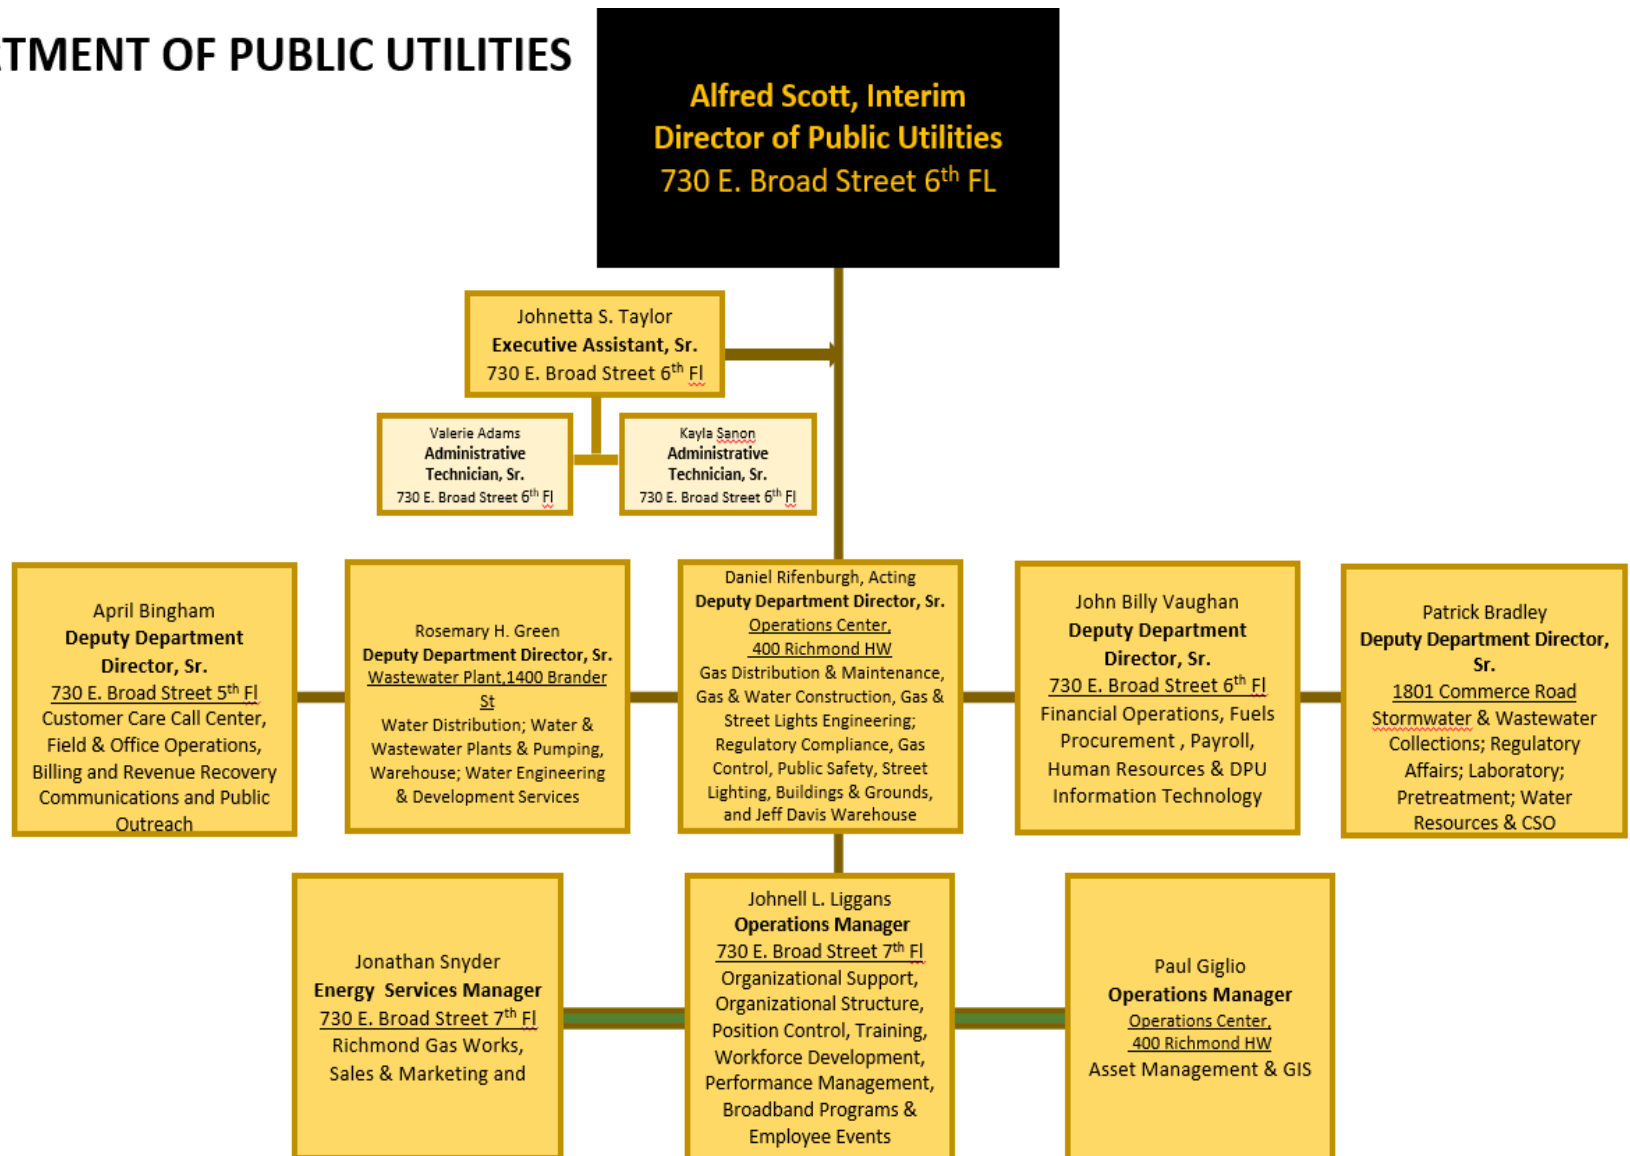 TMENT OF PUBLIC UTILITIES
Alfred Scott, Interim
Director of Public Utilities
730 E. Broad Street 6th FL
Johnetta S. Taylor
Executive Assistant, Sr.
730 E. Broad Street 6th Fl
Valerie Adams
Administrative
Technician, Sr.
730 E. Broad Street 6th Fl
Kayla Sanon
Administrative
Technician, Sr.
730 E. Broad Street 6th Fl
April Bingham
Deputy Department
Director, Sr.
730 E. Broad Street 5th Fl
Customer Care Call Center,
Field & Office Operations,
Billing and Revenue Recovery
Communications and Public
Outreach
Rosemary H. Green
Deputy Department Director, Sr.
Wastewater Plant,1400 Brander
St
Water Distribution; Water &
Wastewater Plants & Pumping,
Warehouse; Water Engineering
& Development Services
Daniel Rifenburgh, Acting
Deputy Department Director, Sr.
Operations Center,
400 Richmond HW
Gas Distribution & Maintenance,
Gas & Water Construction, Gas &
Street Lights Engineering;
Regulatory Compliance, Gas
Control, Public Safety, Street
Lighting, Buildings & Grounds,
and Jeff Davis Warehouse
John Billy Vaughan
Deputy Department
Director, Sr.
730 E. Broad Street 6th Fl
Financial Operations, Fuels
Procurement , Payroll,
Human Resources & DPU
Information Technology
Patrick Bradley
Deputy Department Director,
Sr.
1801 Commerce Road
Stormwater & Wastewater
Collections; Regulatory
Affairs; Laboratory;
Pretreatment; Water
Resources & CSO
Jonathan Snyder
Energy  Services Manager
730 E. Broad Street 7th Fl
Richmond Gas Works,
Sales & Marketing and
Johnell L. Liggans
Operations Manager
730 E. Broad Street 7th Fl
Organizational Support,
Organizational Structure,
Position Control, Training,
Workforce Development,
Performance Management,
Broadband Programs &
Employee Events
Paul Giglio
Operations Manager
Operations Center,
400 Richmond HW
Asset Management & GIS